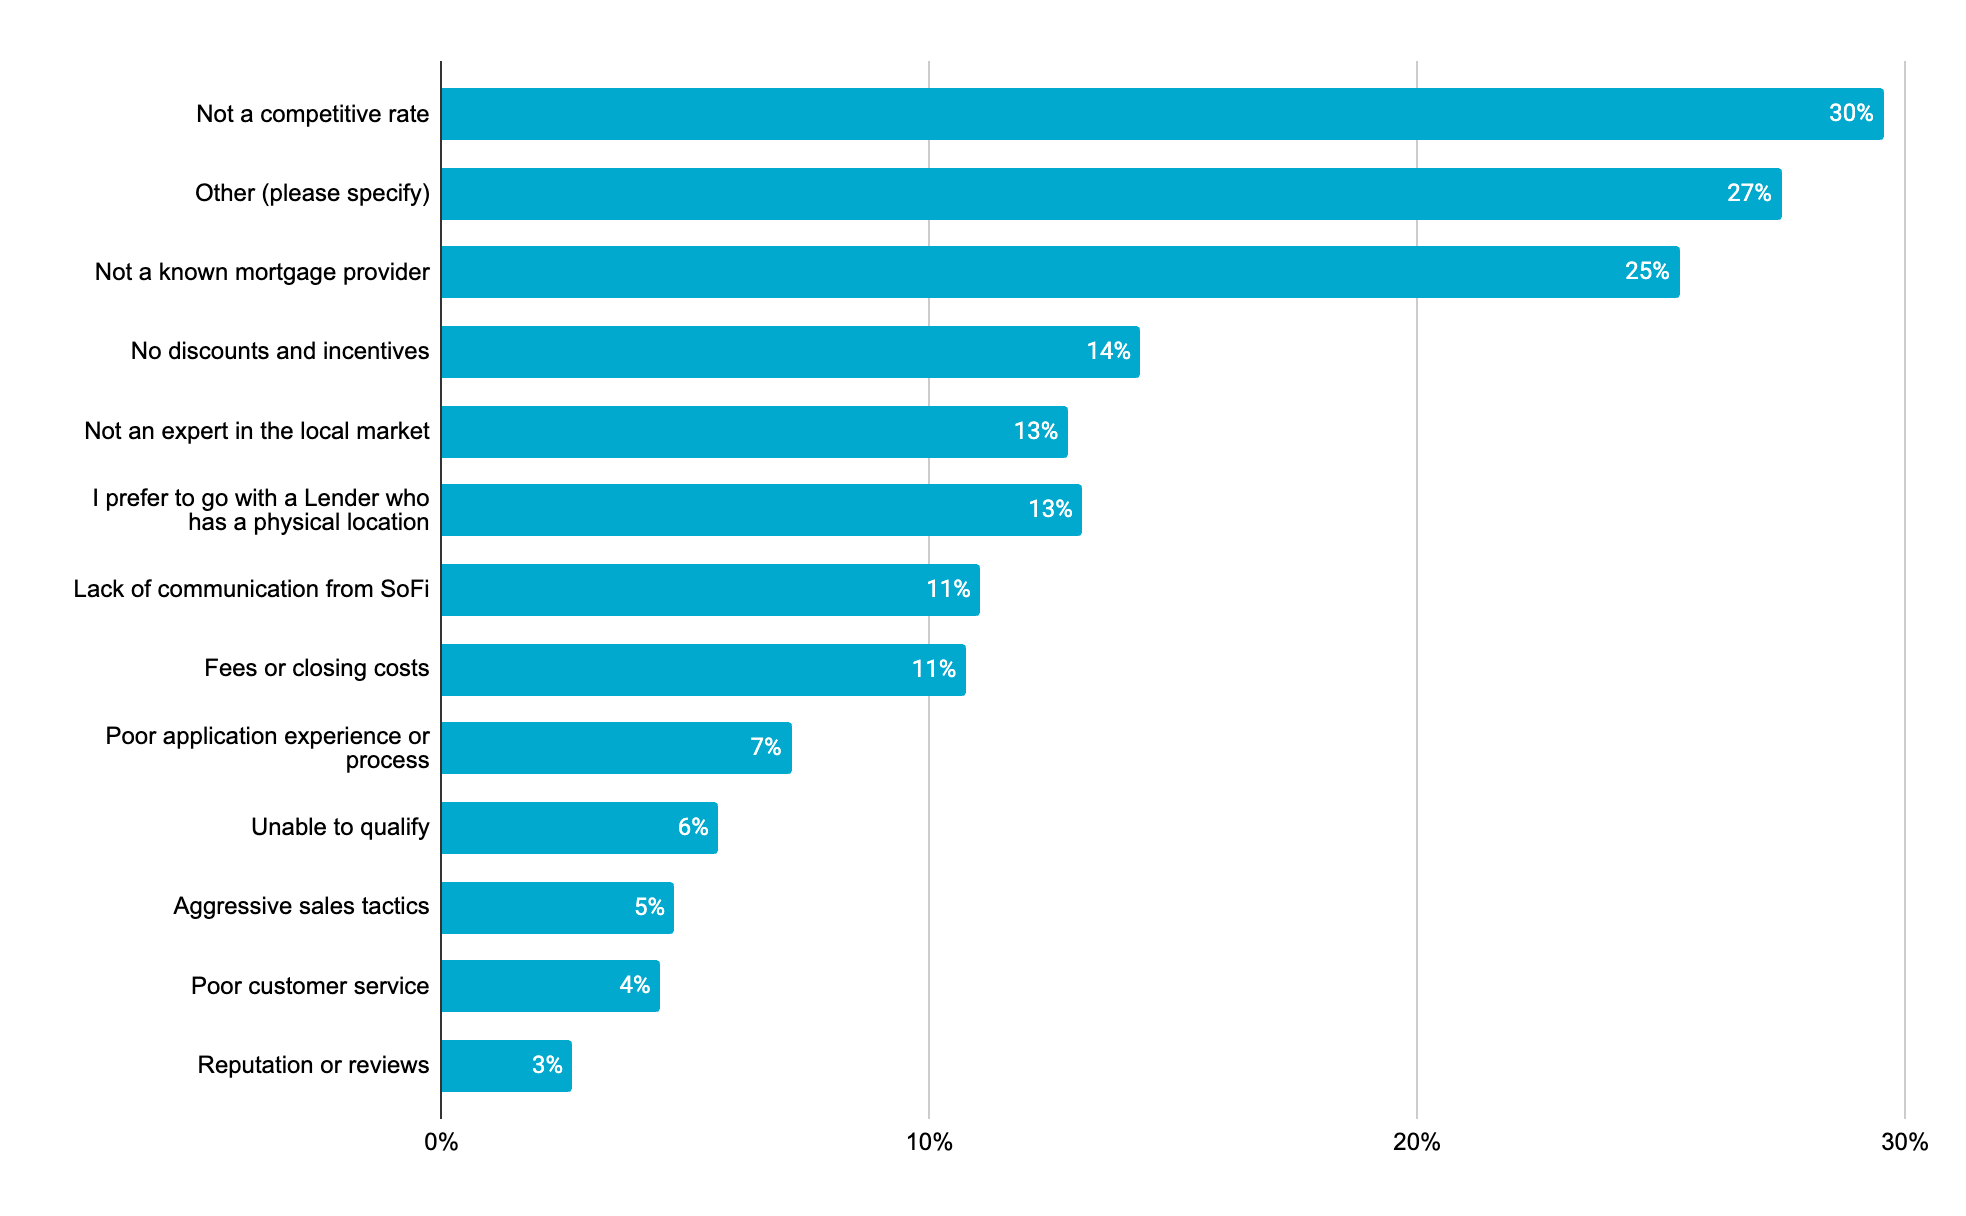 Not a competitive rate
30%
Other (please specify)
27%
Not a known mortgage provider
25%
No discounts and incentives
14%
Not an expert in the local market
13%
I prefer to go with a Lender who
has a physical location
13%
Lack of communication from SoFi
11%
Fees or closing costs
11%
Poor application experience or
process
7%
Unable to qualify
6%
Aggressive sales tactics
5%
Poor customer service
4%
Reputation or reviews
3%
0% 10% 20% 30%